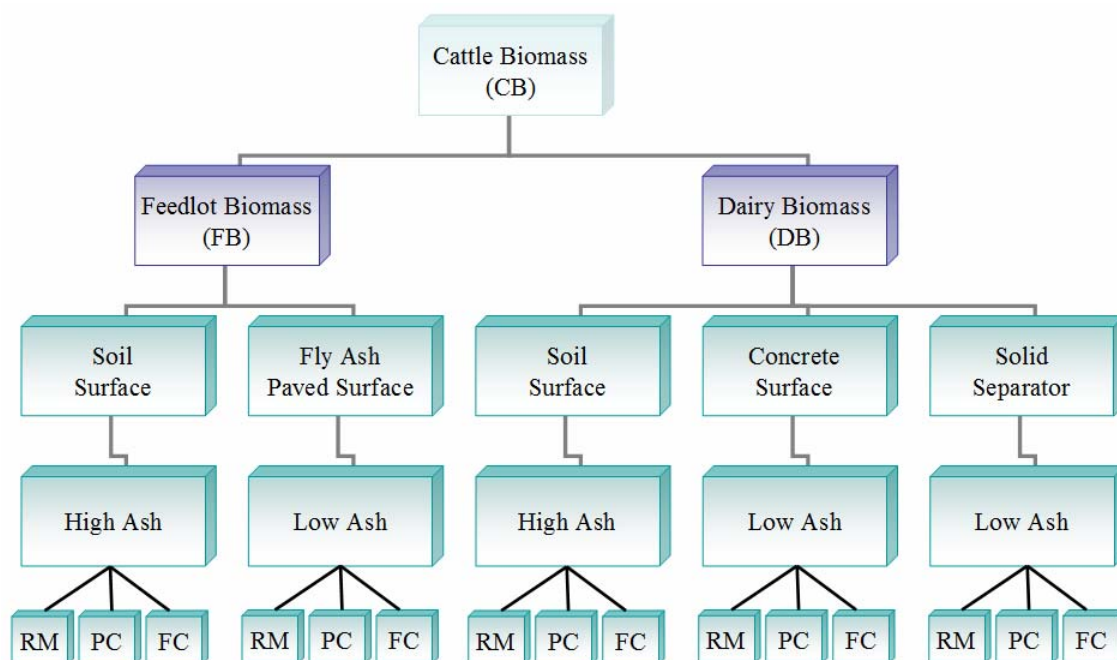 Cattle Biomass
(CB)
Feedlot Biomass
(FB)
Dairy Biomass
(DB)
Soil
Surface
Fly Ash
Paved Surface
Soil
Surface
Concrete
Surface
Solid
Separator
High Ash
Low Ash
High Ash
Low Ash
Low Ash
RM PC FC
RM PC FC
RM PC FC
RM PC FC
RM PC FC